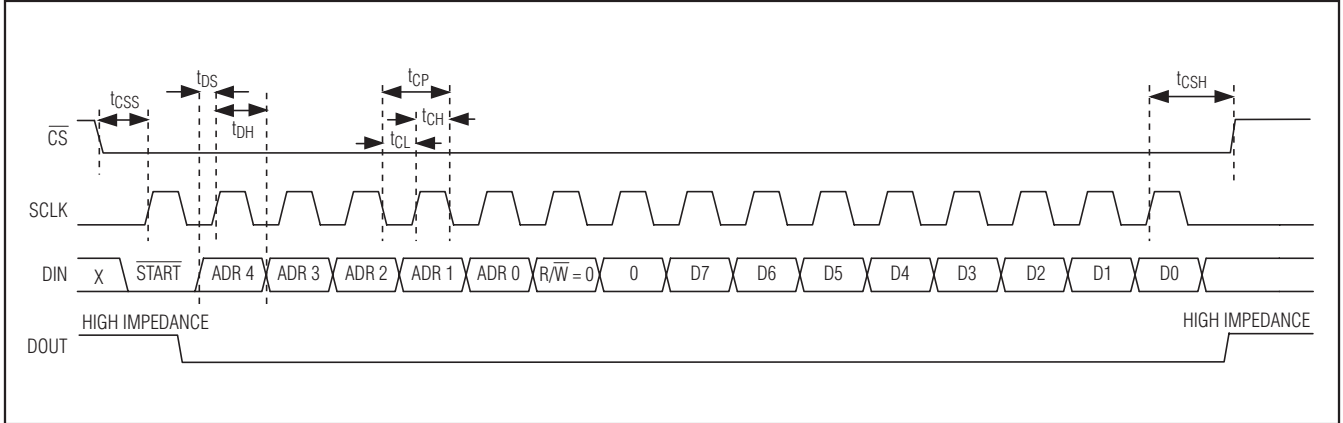 tDS
tCP
tCSH
tCSS
tCH
tDH
tCL
CS
SCLK
DIN X START ADR 4 ADR 3 ADR 2 ADR 1 ADR 0 R/W = 0 0 D7 D6 D5 D4 D3 D2 D1 D0
HIGH IMPEDANCE HIGH IMPEDANCE
DOUT